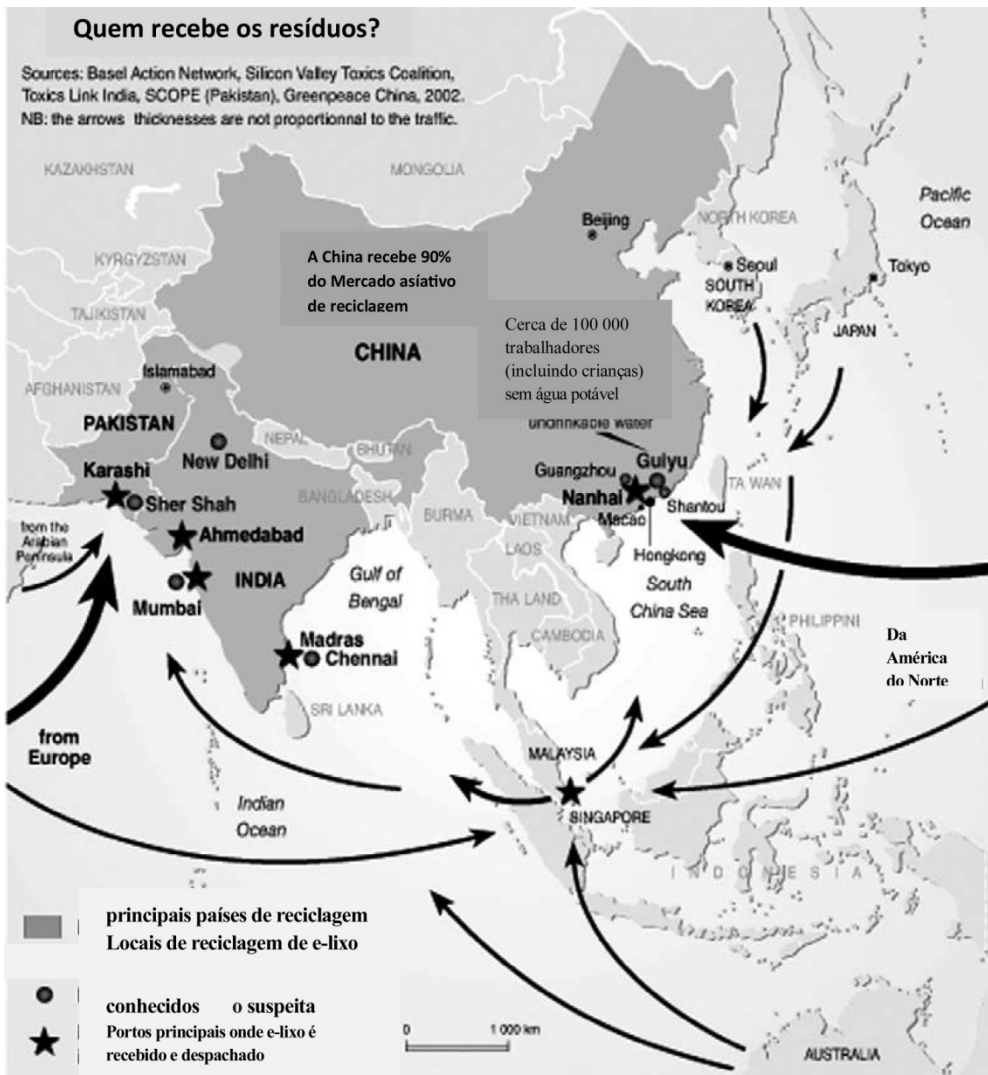 Quem recebe os resíduos?
Sources: Basel Action Network, Silicon Valley Toxics Coalition,
Toxics Link India, SCOPE (Pakistan), Greenpeace China, 2002.
NB: the arrows thicknesses are not proportionnal to the traffic.
KAZAKHSTAN
MONGOLIA
Pacific
Ocean
Beijing
NORTH KOREA
KYRGYZSTAN
A China recebe 90%
do Mercado asíativo
de reciclagem
Seoul
SOUTH
KOREA
Tokyo
TAJIKISTAN
Cerca de 100 000
trabalhadores
(incluindo crianças)
sem água potável
JAPAN
CHINA
AFGHANISTAN
Islamabad
PAKISTAN
undrinkable water
NEPAL
BHUTAN
New Delhi
Karashi
Guangzhou
Guiyu
Sher Shah
BANGLADESH
Nanhai
Shantou
TA WAN
BURMA
VIETNAM
Macao
from the
Arabian
Peninsula
Ahmedabad
LAOS
Hongkong
INDIA
Gulf of
Bengal
South
China Sea
Mumbai
THA LAND
PHILIPPINI
CAMBODIA
Madras
Chennai
Da
América
do Norte
SRI LANKA
from
Europe
MALAYSIA
Indian
Ocean
SINGAPORE
INDONESIA
principais países de reciclagem
Locais de reciclagem de e-lixo
conhecidos o suspeita
Portos principais onde e-lixo é
recebido e despachado
0 1 000 km
AUSTRALIA